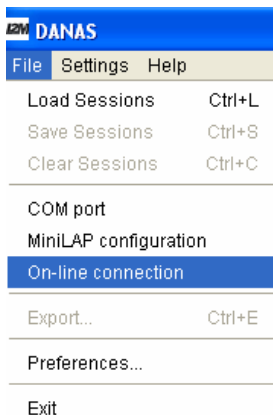 I2M DANAS
File Settings Help
Load Sessions Ctrl+L
Save Sessions Ctrl+S
Clear Sessions Ctrl+C
COM port
MiniLAP configuration
On-line connection
Export... Ctrl+E
Preferences...
Exit